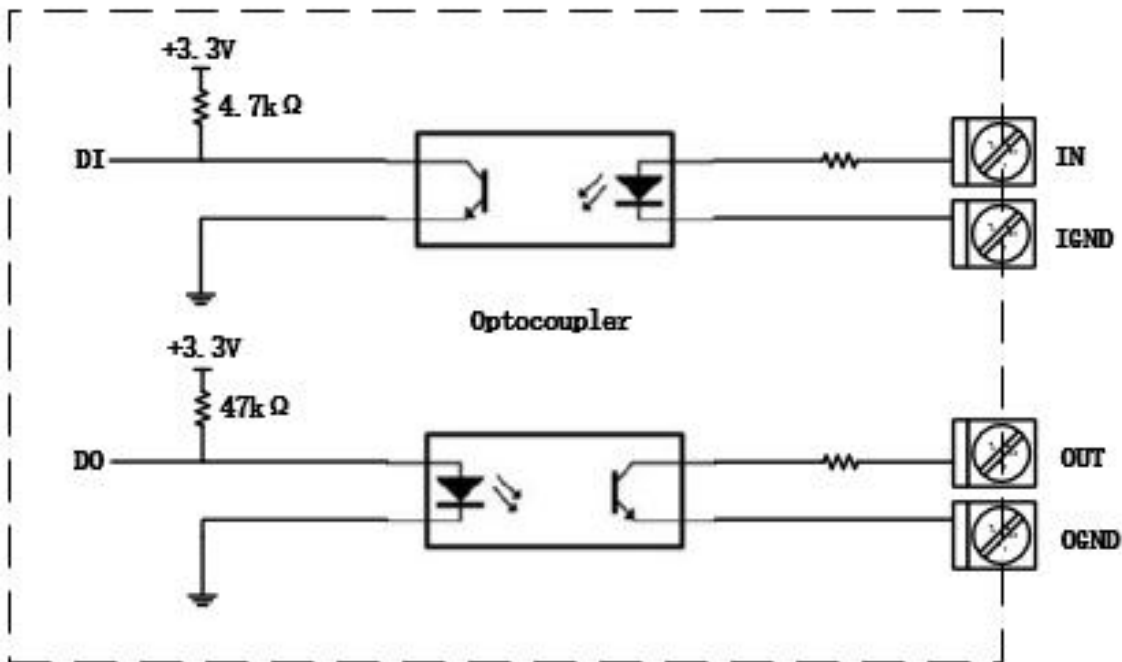 +3.3V
4.7kΩ
DI
IN
IGND
Optocoupler
+3.3V
47kΩ
DO
OUT
OGND